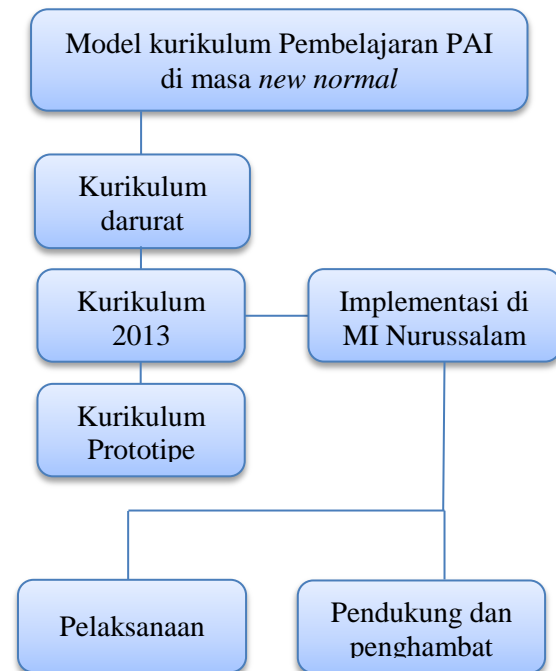 Model kurikulum Pembelajaran PAI
di masa new normal
Kurikulum
darurat
Kurikulum
2013
Implementasi di
MI Nurussalam
Kurikulum
Prototipe
Pelaksanaan
Pendukung dan
penghambat